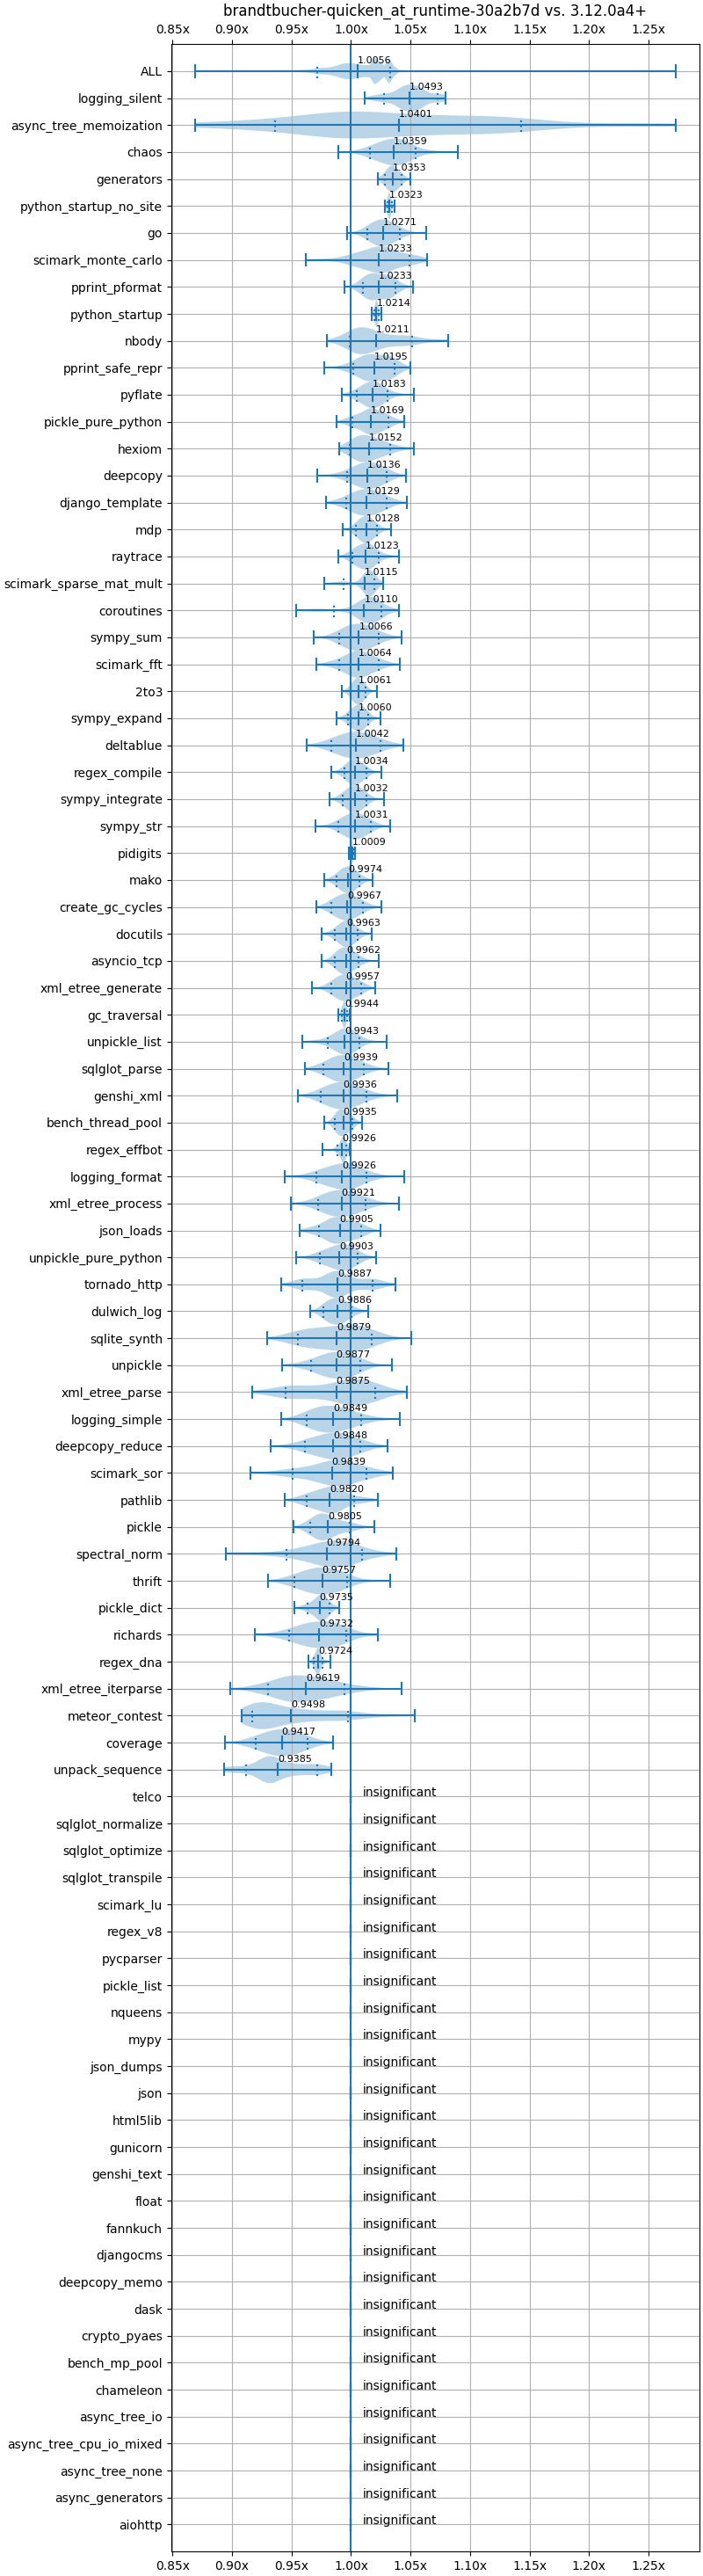 brandtbucher-quicken_at_runtime-30a2b7d vs. 3.12.0a4+
0.85x 0.90x 0.95x 1.00x 1.05x 1.10x 1.15x 1.20x 1.25x
ALL 1.0056
logging_silent 1.0493
async_tree_memoization 1.0401
chaos 1.0359
generators 1.0353
python_startup_no_site 1.0323
go 1.0271
scimark_monte_carlo 1.0233
pprint_pformat 1.0233
python_startup 1.0214
nbody 1.0211
pprint_safe_repr 1.0195
pyflate 1.0183
pickle_pure_python 1.0169
hexiom 1.0152
deepcopy 1.0136
django_template 1.0129
mdp 1.0128
raytrace 1.0123
scimark_sparse_mat_mult 1.0115
coroutines 1.0110
sympy_sum 1.0066
scimark_fft 1.0064
2to3 1.0061
sympy_expand 1.0060
deltablue 1.0042
regex_compile 1.0034
sympy_integrate 1.0032
sympy_str 1.0031
pidigits 1.0009
mako 0.9974
create_gc_cycles 0.9967
docutils 0.9963
asyncio_tcp 0.9962
xml_etree_generate 0.9957
gc_traversal 0.9944
unpickle_list 0.9943
sqlglot_parse 0.9939
genshi_xml 0.9936
bench_thread_pool 0.9935
regex_effbot 0.9926
logging_format 0.9926
xml_etree_process 0.9921
json_loads 0.9905
unpickle_pure_python 0.9903
tornado_http 0.9887
dulwich_log 0.9886
sqlite_synth 0.9879
unpickle 0.9877
xml_etree_parse 0.9875
logging_simple 0.9849
deepcopy_reduce 0.9848
scimark_sor 0.9839
pathlib 0.9820
pickle 0.9805
spectral_norm 0.9794
thrift 0.9757
pickle_dict 0.9735
richards 0.9732
regex_dna 0.9724
xml_etree_iterparse 0.9619
meteor_contest 0.9498
coverage 0.9417
unpack_sequence 0.9385
telco insignificant
sqlglot_normalize insignificant
sqlglot_optimize insignificant
sqlglot_transpile insignificant
scimark_lu insignificant
regex_v8 insignificant
pycparser insignificant
pickle_list insignificant
nqueens insignificant
mypy insignificant
json_dumps insignificant
json insignificant
html5lib insignificant
gunicorn insignificant
genshi_text insignificant
float insignificant
fannkuch insignificant
djangocms insignificant
deepcopy_memo insignificant
dask insignificant
crypto_pyaes insignificant
bench_mp_pool insignificant
chameleon insignificant
async_tree_io insignificant
async_tree_cpu_io_mixed insignificant
async_tree_none insignificant
async_generators insignificant
aiohttp insignificant
0.85x 0.90x 0.95x 1.00x 1.05x 1.10x 1.15x 1.20x 1.25x